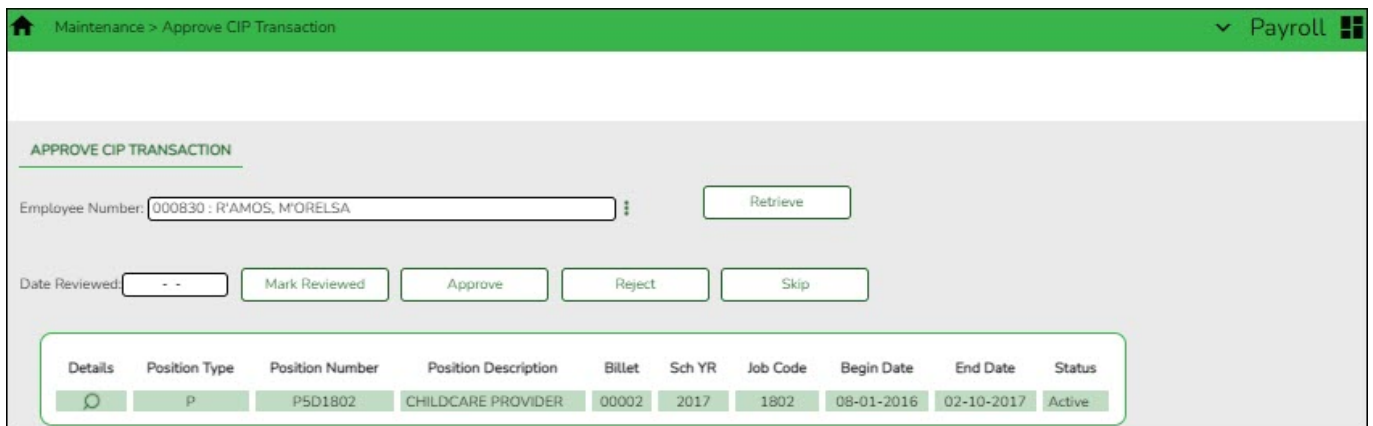 Maintenance > Approve CIP Transaction Payroll
APPROVE CIP TRANSACTION
Employee Number: 000830 : R'AMOS, M'ORELSA Retrieve
Date Reviewed: - - Mark Reviewed Approve Reject Skip
Details Position Type Position Number Position Description Billet Sch YR Job Code Begin Date End Date Status
P P5D1802 CHILDCARE PROVIDER 00002 2017 1802 08-01-2016 02-10-2017 Active